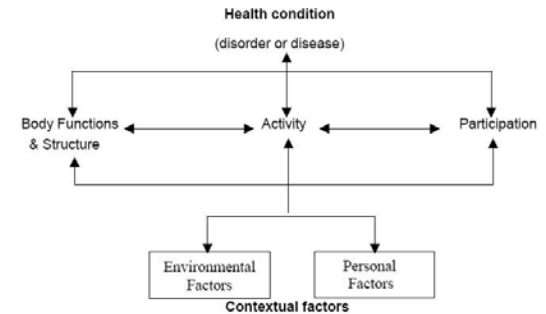 Health condition
(disorder or disease)
Body Functions
& Structure
Activity
Participation
Environmental
Factors
Personal
Factors
Contextual factors